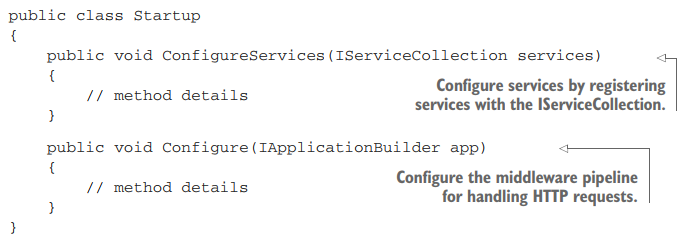 public class Startup
{
public void ConfigureServices(IServiceCollection services)
{
// method details
}
Configure services by registering
services with the IServiceCollection.
public void Configure(IApplicationBuilder app)
{
// method details
}
Configure the middleware pipeline
for handling HTTP requests.
}